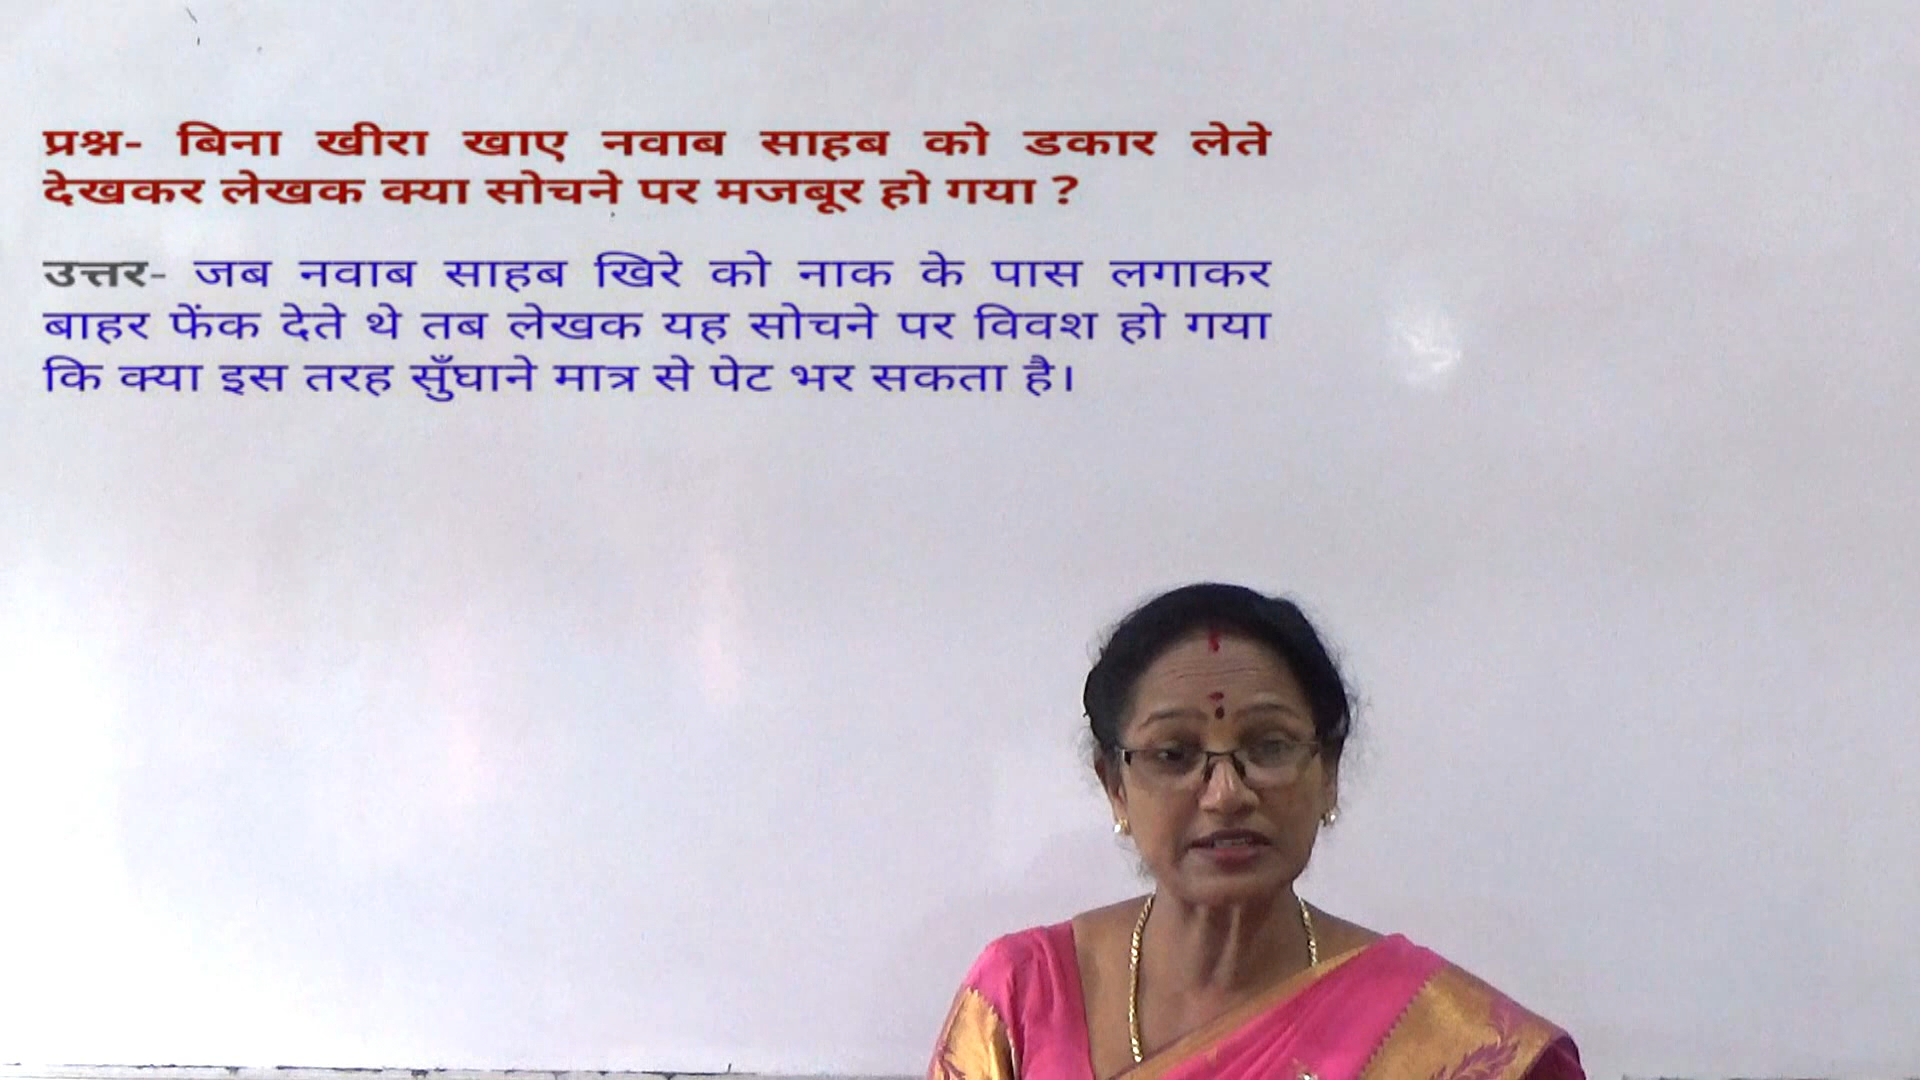 प्रश्न- बिना खीरा खाए नवाब साहब को डकार लेते
देखकर लेखक क्या सोचने पर मजबूर हो गया ?
उत्तर- जब नवाब साहब खिरे को नाक के पास लगाकर
बाहर फेंक देते थे तब लेखक यह सोचने पर विवश हो गया
कि क्या इस तरह सुँघाने मात्र से पेट भर सकता है।